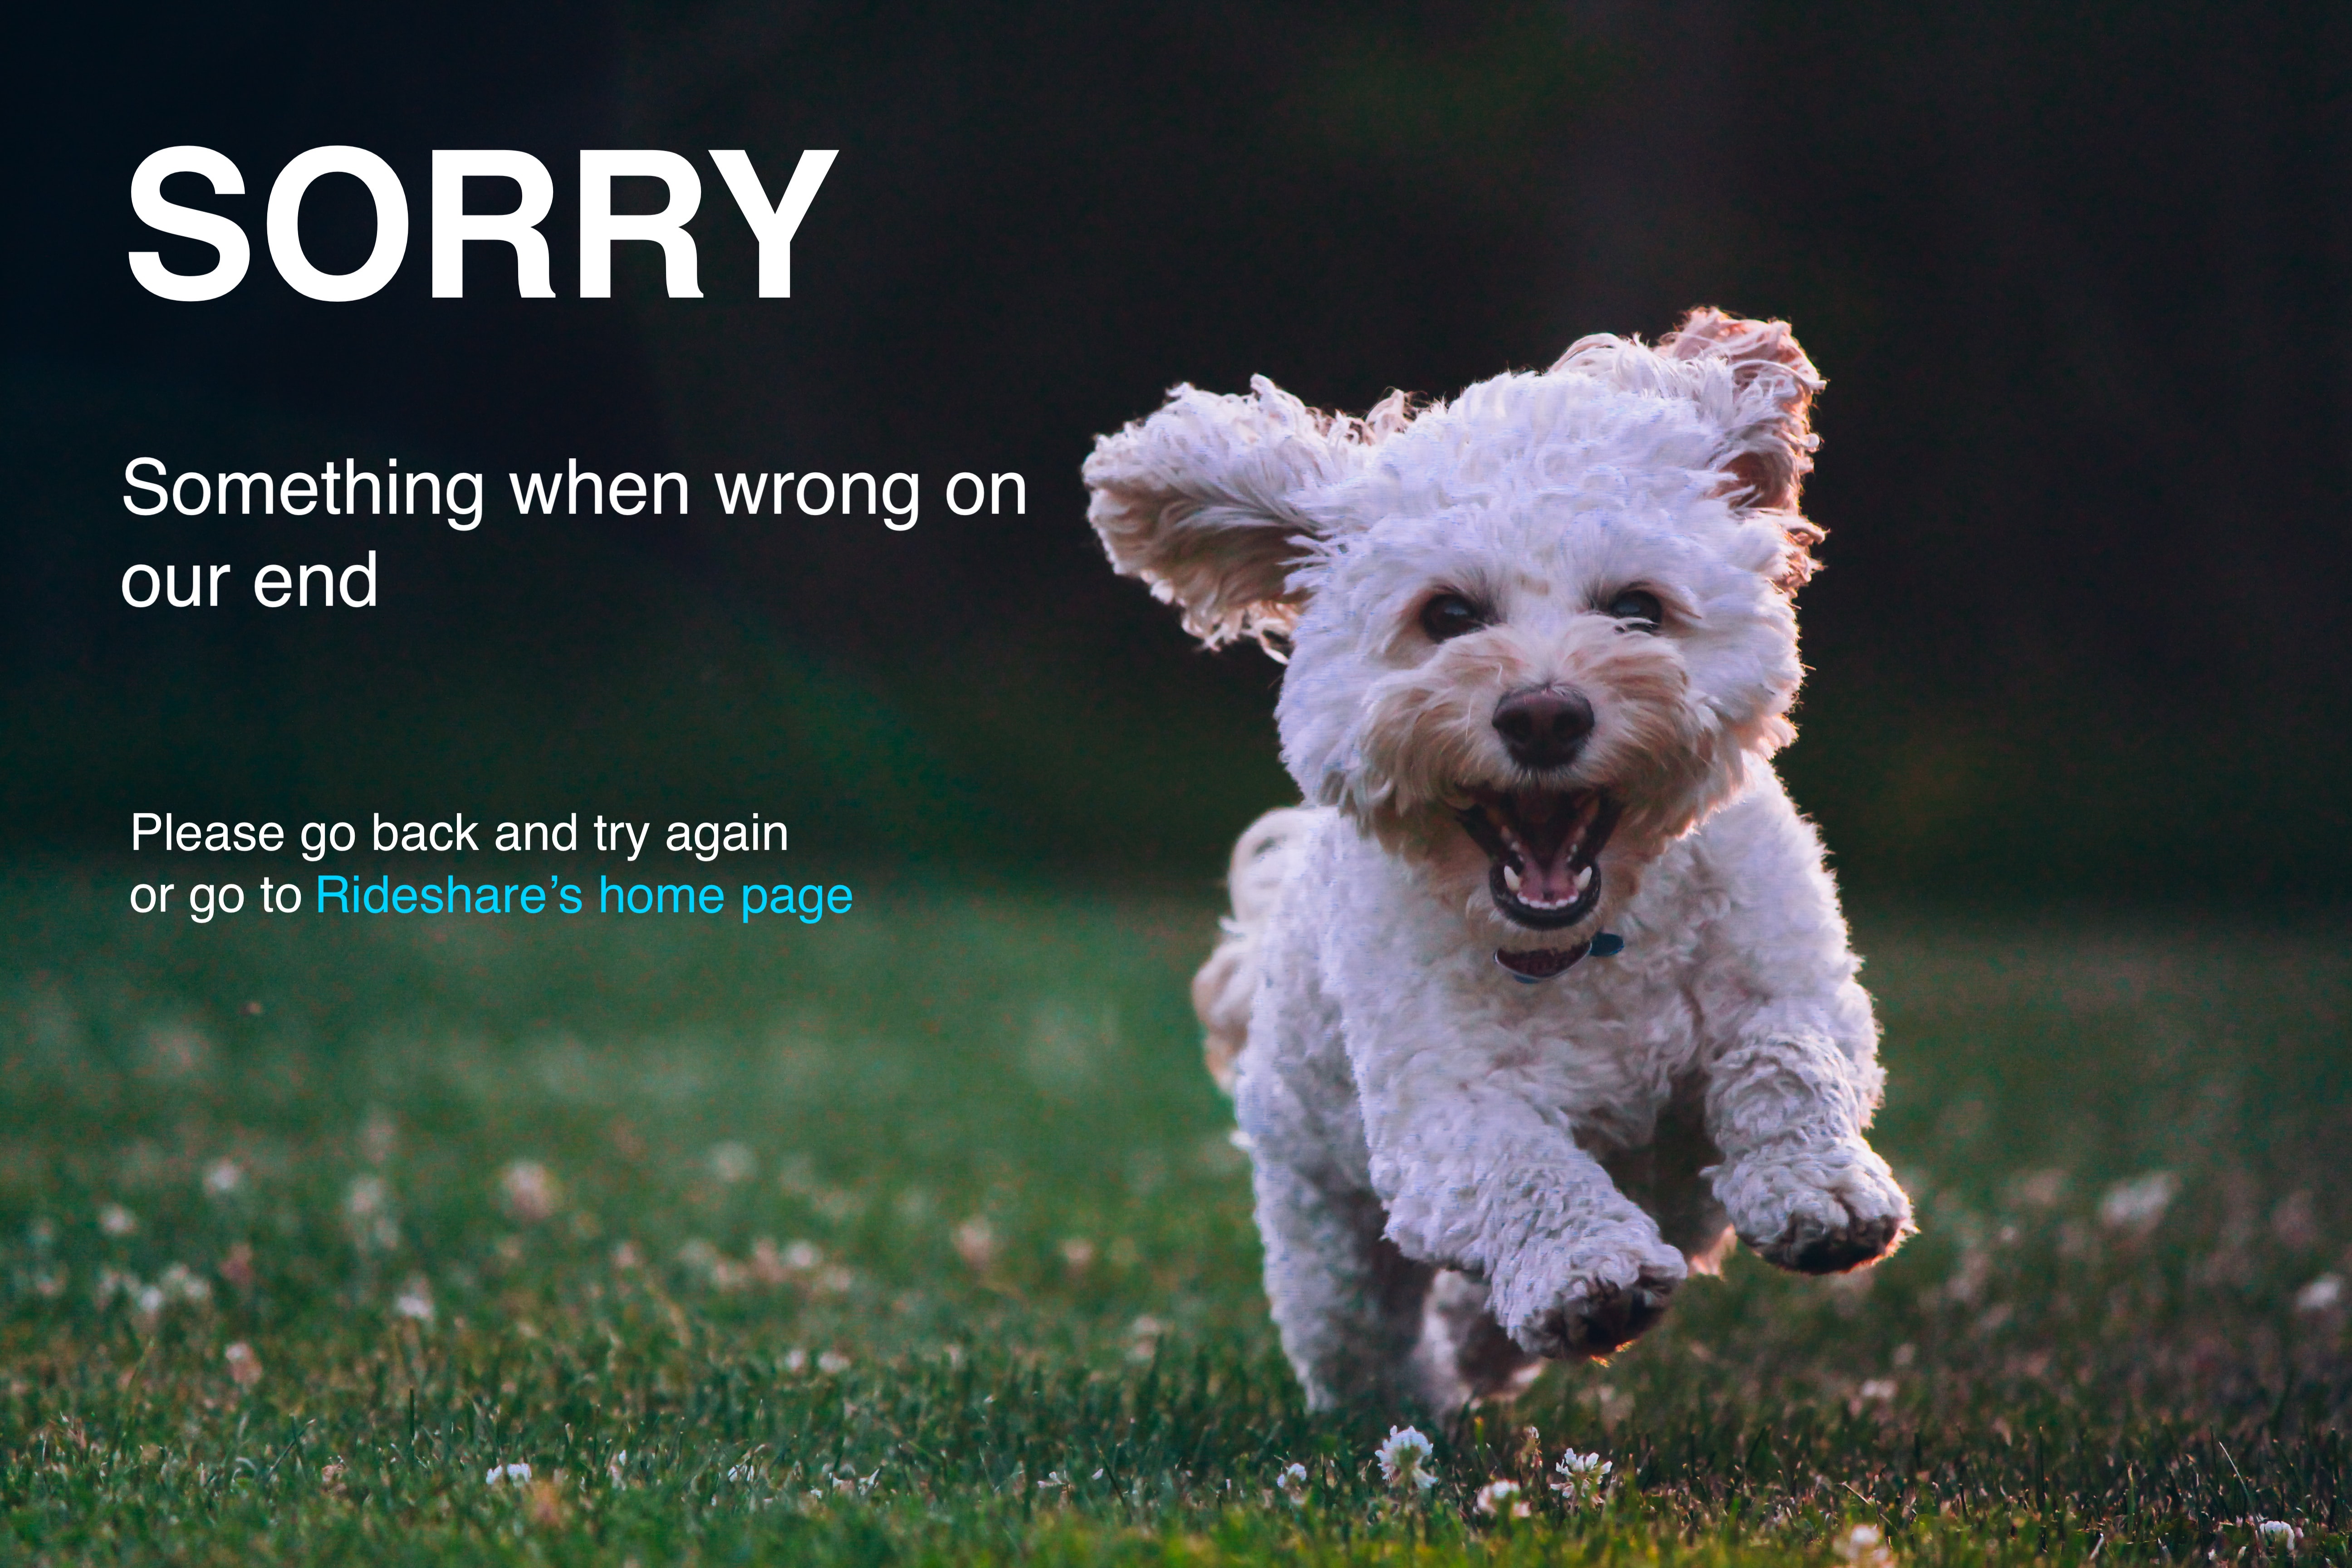 SORRY
Something when wrong on
our end
Please go back and try again
or go to Rideshare’s home page